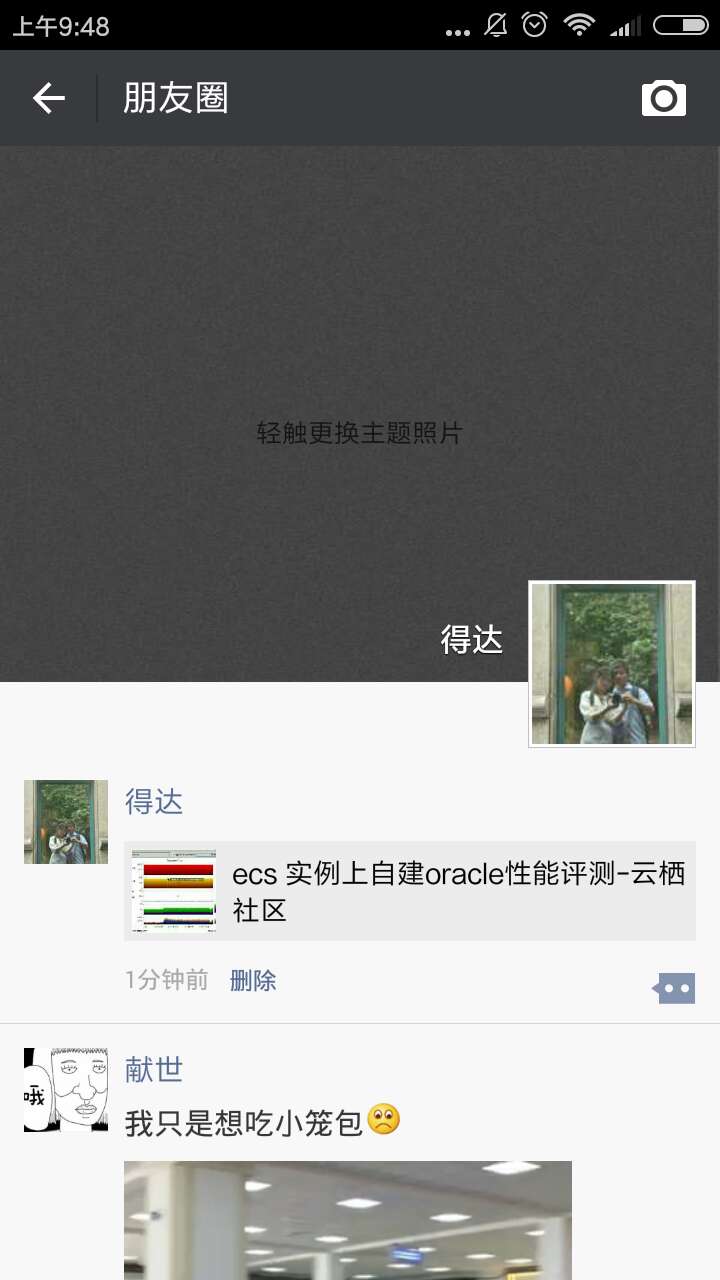 上午9:48
朋友圈
轻触更换主题照片
得达
得达
ecs 实例上自建oracle性能评测-云栖
社区
1分钟前 删除
献世
哦
我只是想吃小笼包